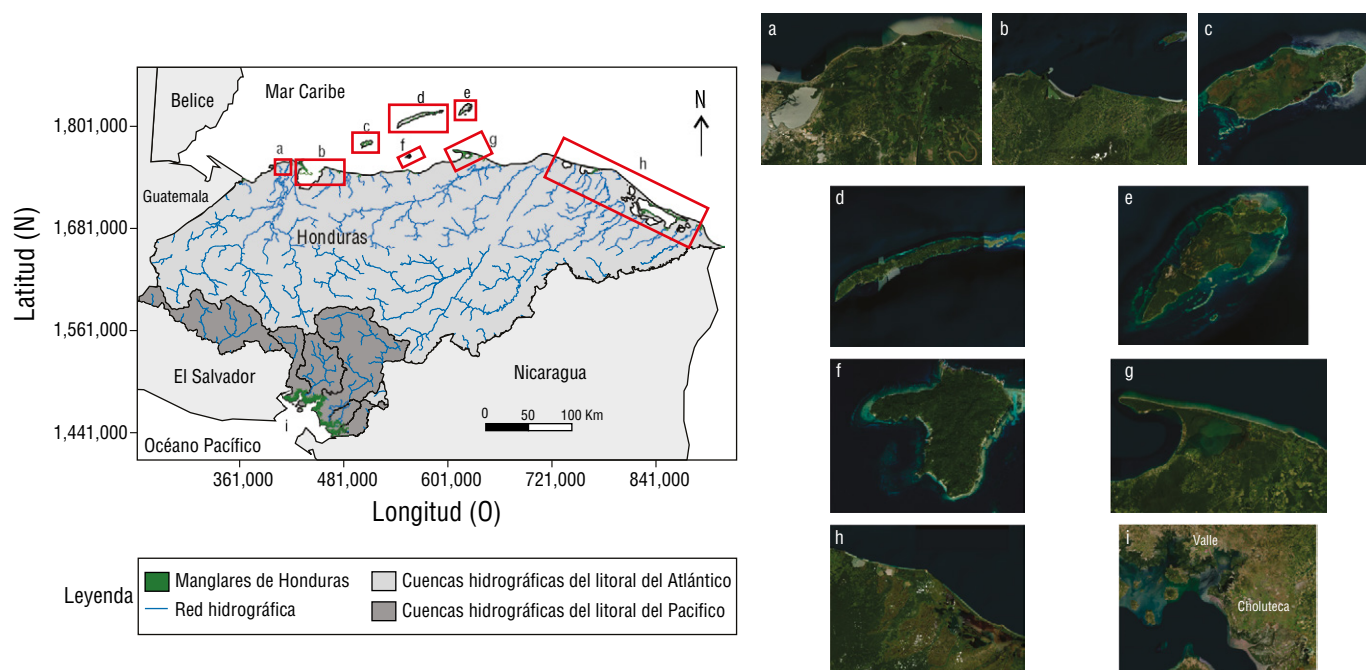 Latitud (N)
1,801,000
1,681,000
1,561,000
1,441,000
Belice
Mar Caribe
N
Guatemala
Honduras
El Salvador
Nicaragua
Océano Pacífico
a
b
c
d
e
f
g
h
i
0 50 100 Km
361,000 481,000 601,000 721,000 841,000
Longitud (O)
Leyenda
Manglares de Honduras
Red hidrográfica
Cuencas hidrográficas del litoral del Atlántico
Cuencas hidrográficas del litoral del Pacifico
a
b
c
d
e
f
g
h
i
Valle
Choluteca